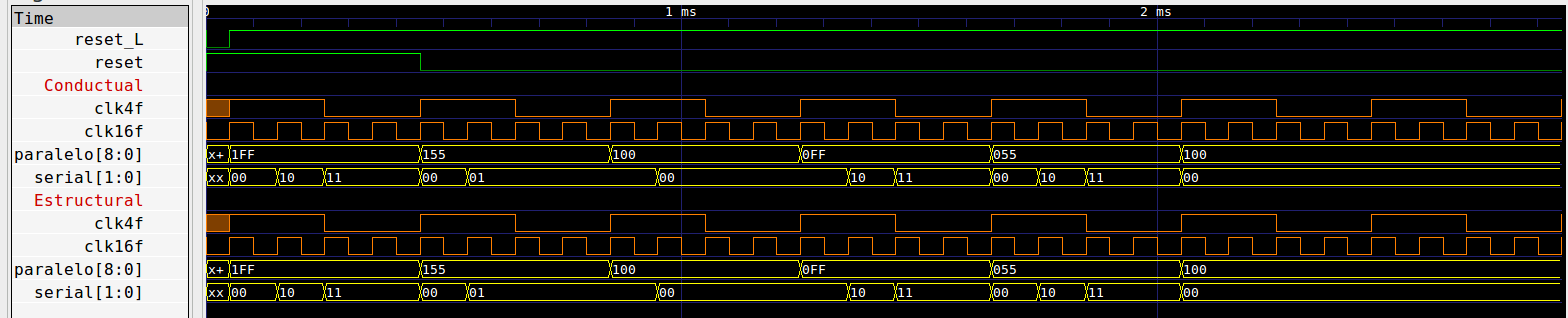 Time 0 1 ms 2 ms
reset_L
reset
Conductual
clk4f
clk16f
paralelo[8:0] x+ 1FF 155 100 0FF 055 100
serial[1:0] xx 00 10 11 00 01 00 10 11 00 10 11 00
Estructural
clk4f
clk16f
paralelo[8:0] x+ 1FF 155 100 0FF 055 100
serial[1:0] xx 00 10 11 00 01 00 10 11 00 10 11 00